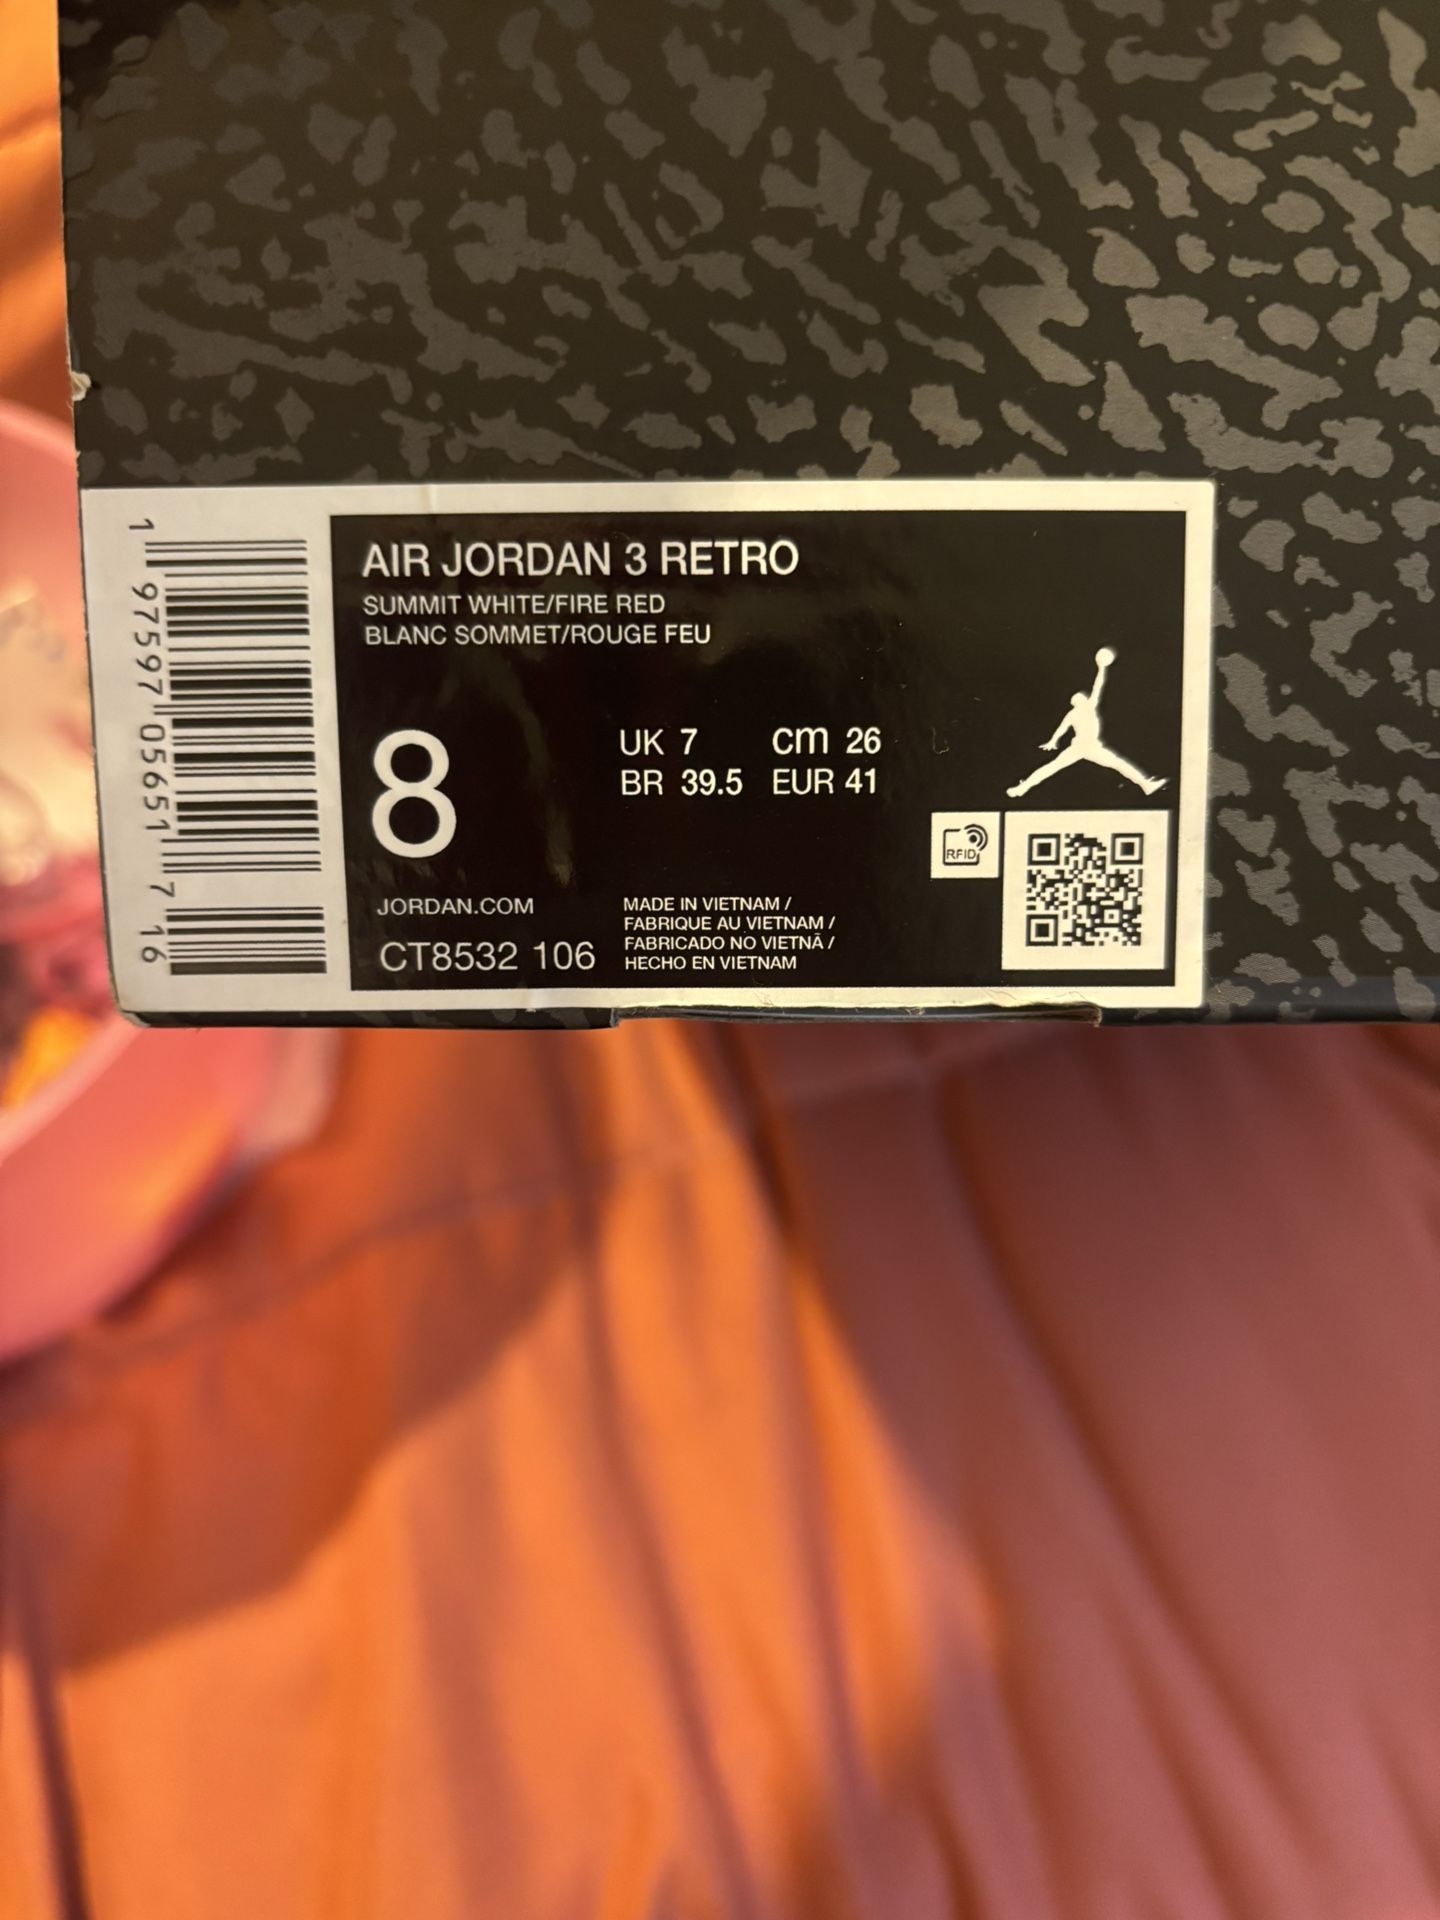 AIR JORDAN 3 RETRO
SUMMIT WHITE/FIRE RED
BLANC SOMMET/ROUGE FEU
8
UK 7 cm 26
BR 39.5 EUR 41
RFID
JORDAN.COM
CT8532 106
MADE IN VIETNAM /
FABRIQUE AU VIETNAM /
FABRICADO NO VIETNÃ /
HECHO EN VIETNAM
1 97597 05651 7 16